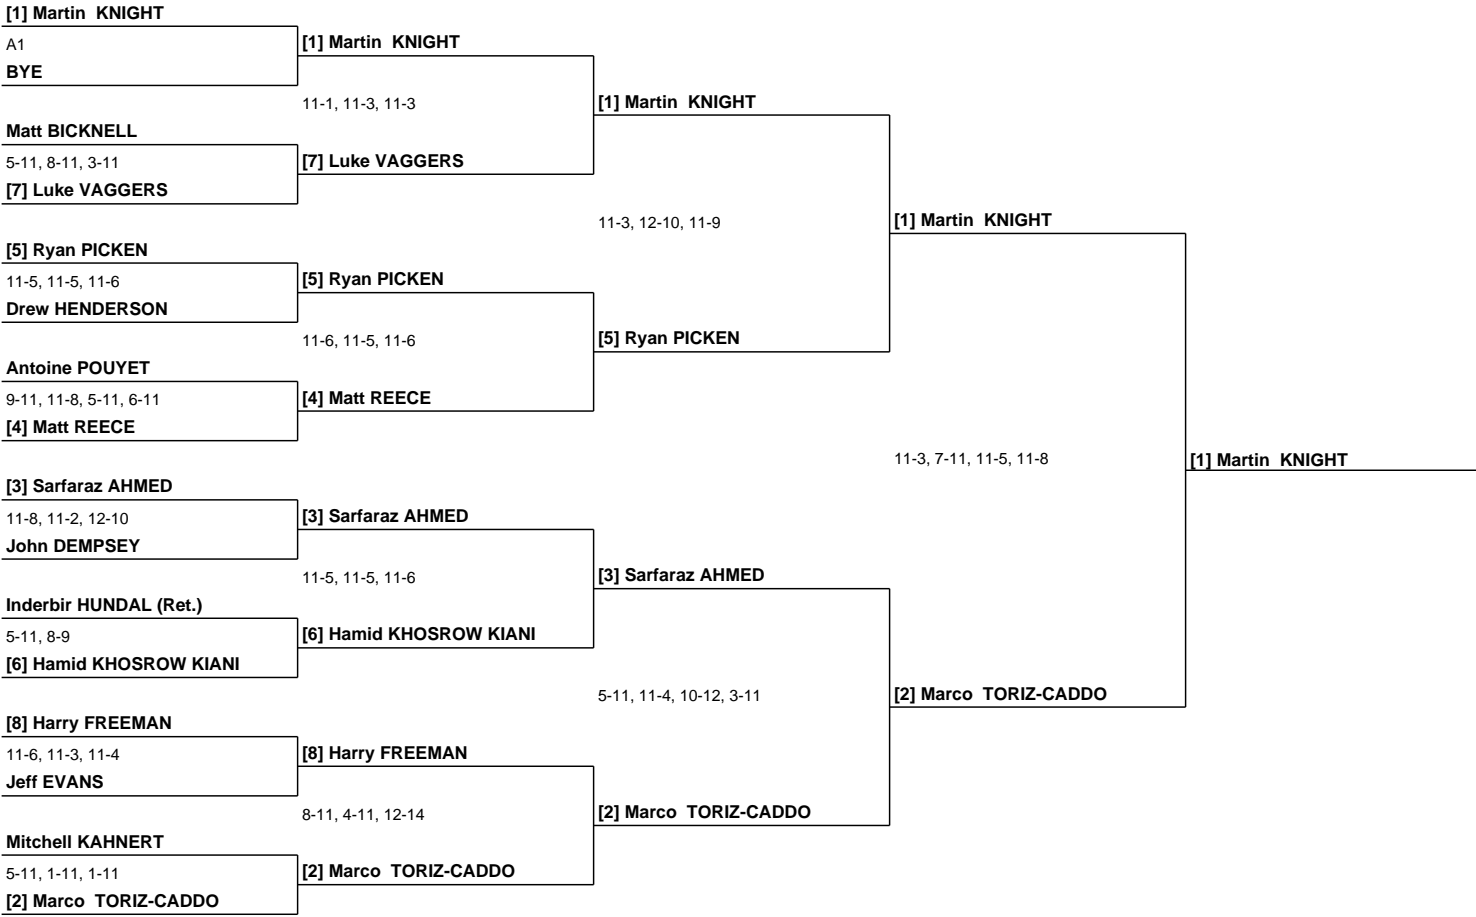 [1] Martin  KNIGHT
A1
BYE
[1] Martin  KNIGHT
11-1, 11-3, 11-3
[1] Martin  KNIGHT
Matt BICKNELL
5-11, 8-11, 3-11
[7] Luke VAGGERS
[7] Luke VAGGERS
11-3, 12-10, 11-9
[1] Martin  KNIGHT
[5] Ryan PICKEN
11-5, 11-5, 11-6
Drew HENDERSON
[5] Ryan PICKEN
11-6, 11-5, 11-6
[5] Ryan PICKEN
Antoine POUYET
9-11, 11-8, 5-11, 6-11
[4] Matt REECE
[4] Matt REECE
11-3, 7-11, 11-5, 11-8
[1] Martin  KNIGHT
[3] Sarfaraz AHMED
11-8, 11-2, 12-10
John DEMPSEY
[3] Sarfaraz AHMED
11-5, 11-5, 11-6
[3] Sarfaraz AHMED
Inderbir HUNDAL (Ret.)
5-11, 8-9
[6] Hamid KHOSROW KIANI
[6] Hamid KHOSROW KIANI
5-11, 11-4, 10-12, 3-11
[2] Marco  TORIZ-CADDO
[8] Harry FREEMAN
11-6, 11-3, 11-4
Jeff EVANS
[8] Harry FREEMAN
8-11, 4-11, 12-14
[2] Marco  TORIZ-CADDO
Mitchell KAHNERT
5-11, 1-11, 1-11
[2] Marco  TORIZ-CADDO
[2] Marco  TORIZ-CADDO